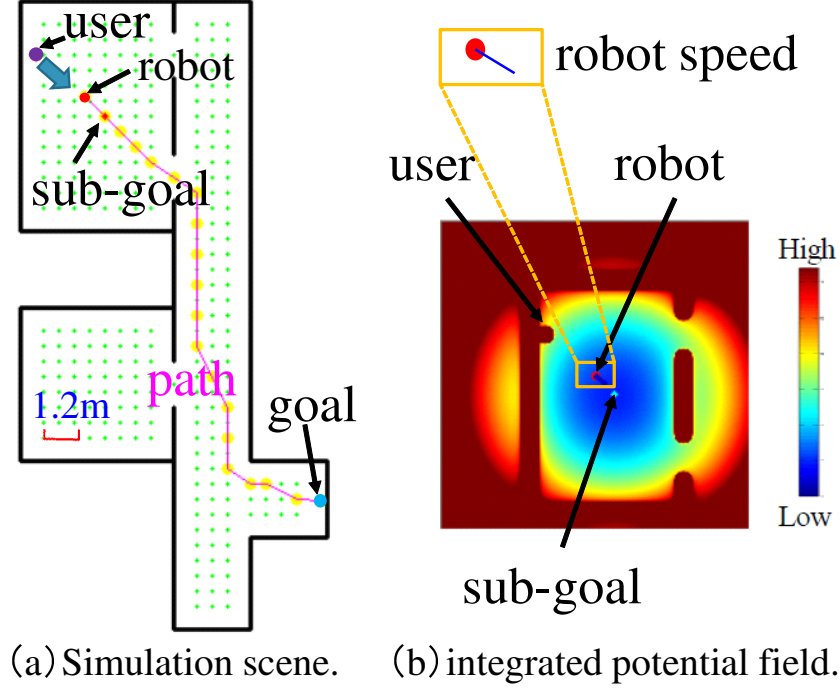 user
robot
sub-goal
path
1.2m
goal
(a)Simulation scene.
robot speed
user
robot
High
Low
sub-goal
(b)integrated potential field.